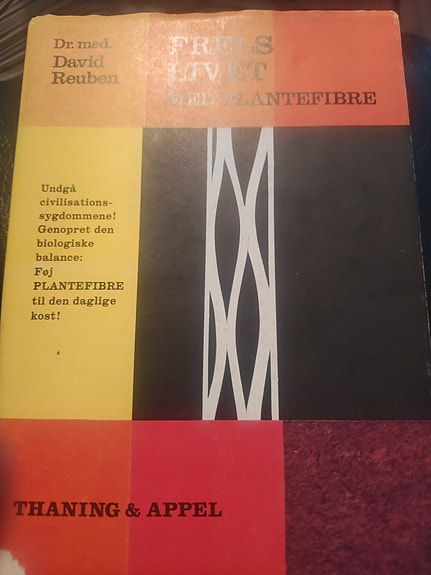 Dr. med.
David
Reuben
FRELS
LIVET
MED PLANTEFIBRE
Undgå
civilisations-
sygdommene!
Genopret den
biologiske
balance:
Føj
PLANTEFIBRE
til den daglige
kost!
THANING & APPEL